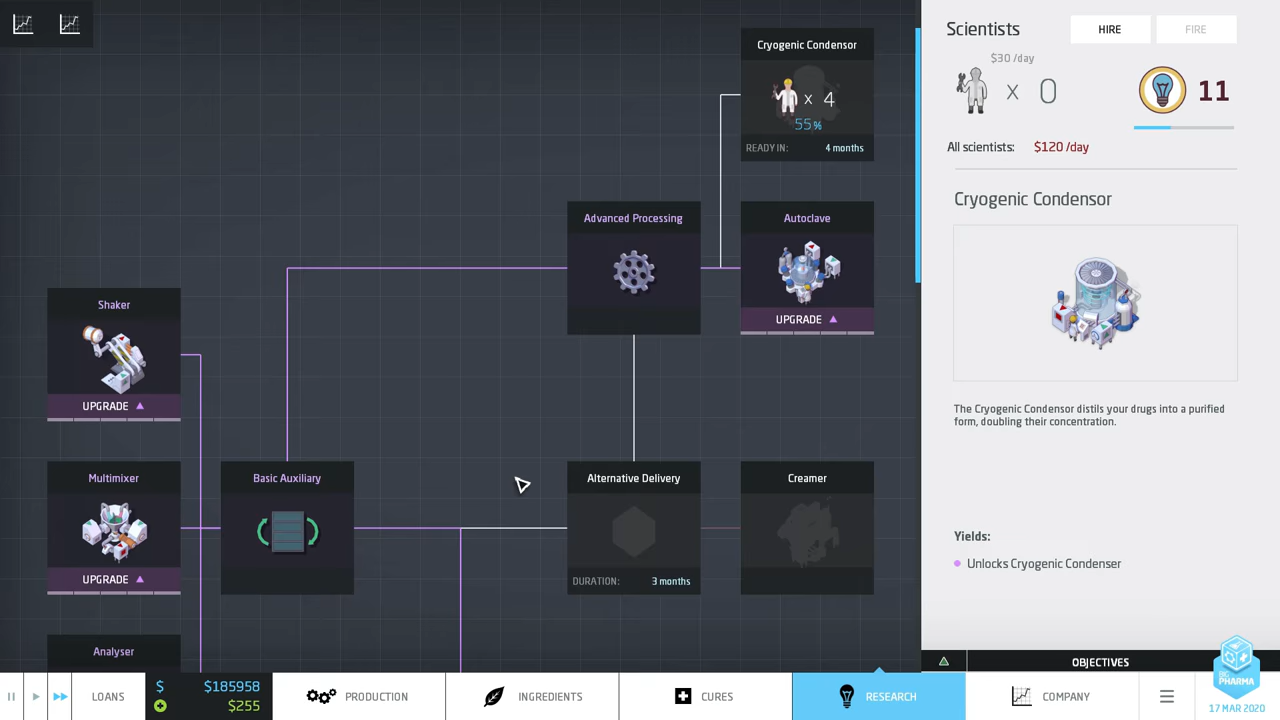 Cryogenic Condensor
x 4
55%
READY IN: 4 months
Advanced Processing
Autoclave
UPGRADE
Shaker
UPGRADE
Multimixer
UPGRADE
Basic Auxiliary
Alternative Delivery
DURATION: 3 months
Creamer
Analyser
Scientists
HIRE
FIRE
$30 /day
x 0
11
All scientists: $120 /day
Cryogenic Condensor
The Cryogenic Condensor distils your drugs into a purified
form, doubling their concentration.
Yields:
Unlocks Cryogenic Condenser
OBJECTIVES
LOANS
$ $185958
$255
PRODUCTION
INGREDIENTS
CURES
RESEARCH
COMPANY
BIG
PHARMA
17 MAR 2020